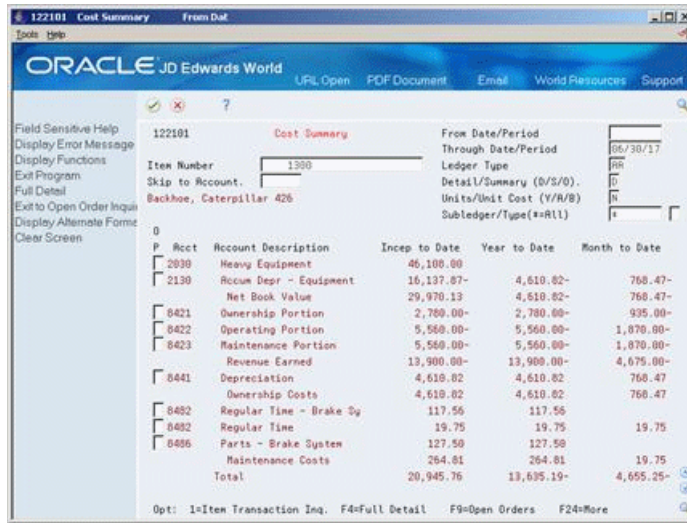 122101 Cost Summary From Dat
Tools Help
ORACLE JD Edwards World
URL Open PDF Document Email World Resources Support
?
Field Sensitive Help
Display Error Message
Display Functions
Exit Program
Full Detail
Exit to Open Order Inqui
Display Alternate Forma
Clear Screen
122101 Cost Summary From Date/Period
Through Date/Period 06/30/17
Item Number 1300 Ledger Type AA
Skip to Account. Detail/Summary (D/S/O). D
Backhoe, Caterpillar 426 Units/Unit Cost (Y/A/B) N
Subledger/Type(*=All) *
O
P Acct Account Description Incep to Date Year to Date Month to Date
2030 Heavy Equipment 46,108.00
2130 Accum Depr - Equipment 16,137.87- 4,610.82- 768.47-
Net Book Value 29,970.13 4,610.82- 768.47-
8421 Ownership Portion 2,780.00- 2,780.00- 935.00-
8422 Operating Portion 5,560.00- 5,560.00- 1,870.00-
8423 Maintenance Portion 5,560.00- 5,560.00- 1,870.00-
Revenue Earned 13,900.00- 13,900.00- 4,675.00-
8441 Depreciation 4,610.82 4,610.82 768.47
Ownership Costs 4,610.82 4,610.82 768.47
8482 Regular Time - Brake Sy 117.56 117.56
8482 Regular Time 19.75 19.75 19.75
8486 Parts - Brake System 127.50 127.50
Maintenance Costs 264.81 264.81 19.75
Total 20,945.76 13,635.19- 4,655.25-
Opt: 1=Item Transaction Inq. F4=Full Detail F9=Open Orders F24=More